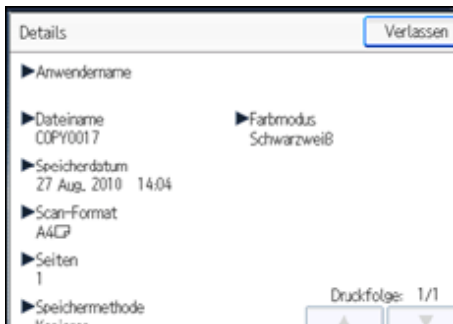 Details
Verlassen
▶Anwendername
▶Dateiname
COPY0017
▶Farbmodus
Schwarzweiß
▶Speicherdatum
27 Aug. 2010 14:04
▶Scan-Format
A4
▶Seiten
1
▶Speichermethode
Druckfolge: 1/1